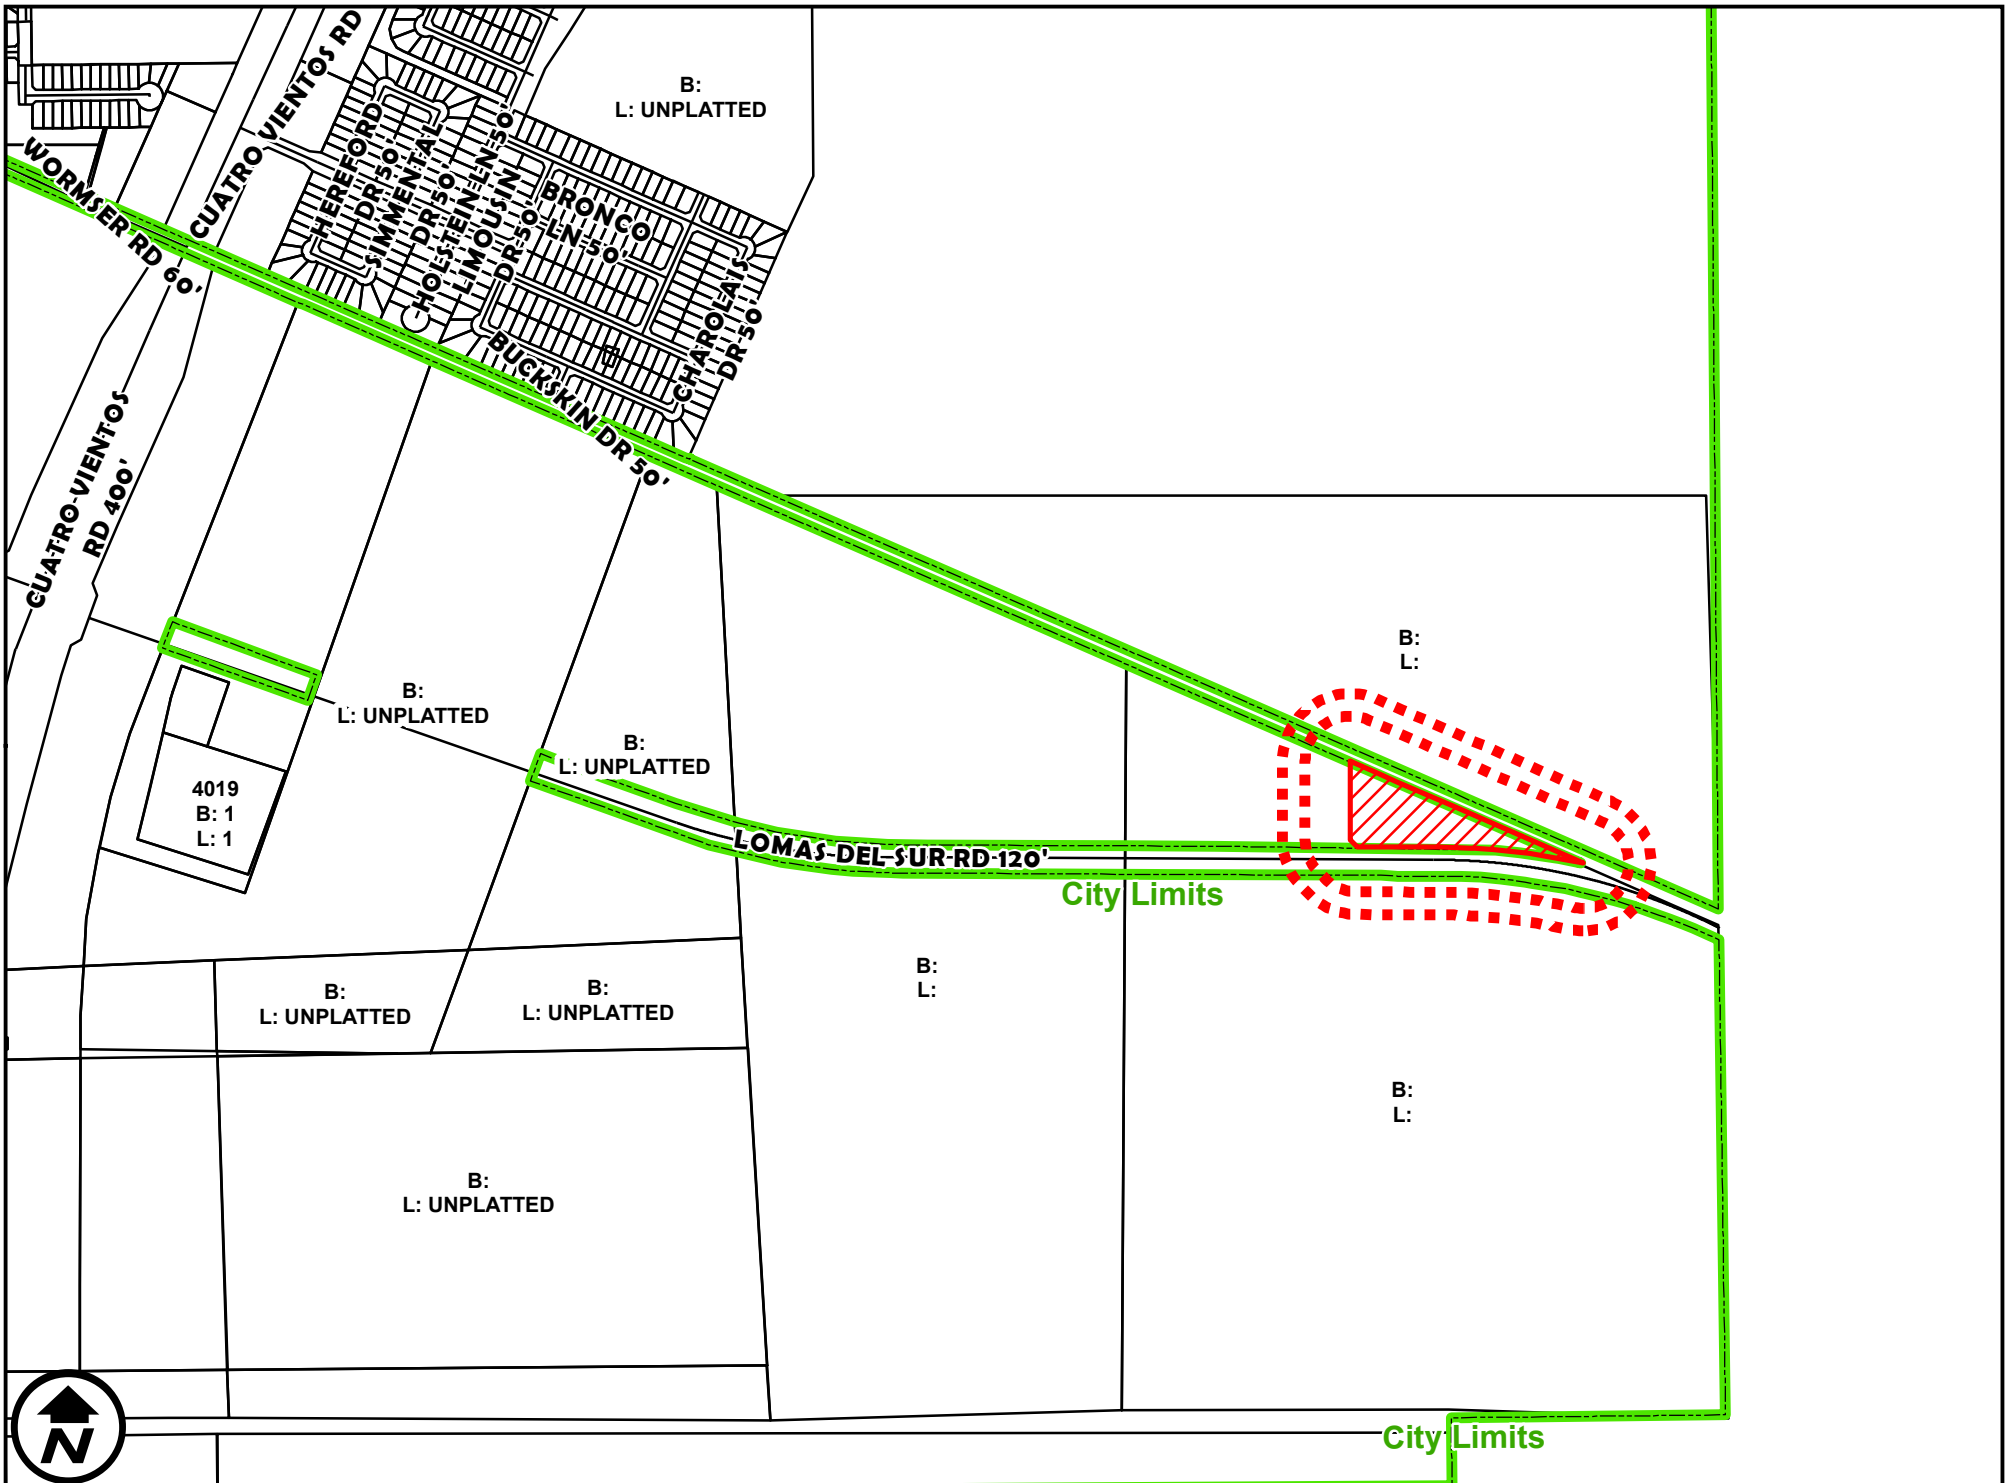 CUATRO VIENTOS RD
B:
L: UNPLATTED
WORMSER RD 60'
HEREFORD
DR 50'
SIMMENTAL
DR 50'
HOLSTEIN LN 50'
LIMOUSIN
DR 50'
BRONCO
LN 50'
CHAROLAIS
DR 50'
BUCKSKIN DR 50'
CUATRO VIENTOS
RD 400'
B:
L:
B:
L: UNPLATTED
B:
L: UNPLATTED
4019
B: 1
L: 1
LOMAS DEL SUR RD 120'
City Limits
B:
L:
B:
L: UNPLATTED
B:
L: UNPLATTED
B:
L:
B:
L: UNPLATTED
N
City Limits